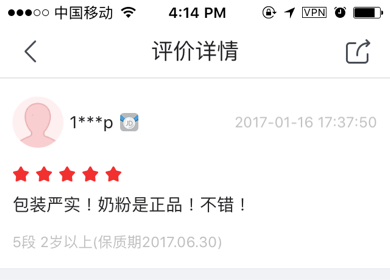 中国移动 4:14 PM VPN
评价详情
1***p JD 2017-01-16 17:37:50
包装严实！奶粉是正品！不错！
5段 2岁以上(保质期2017.06.30)